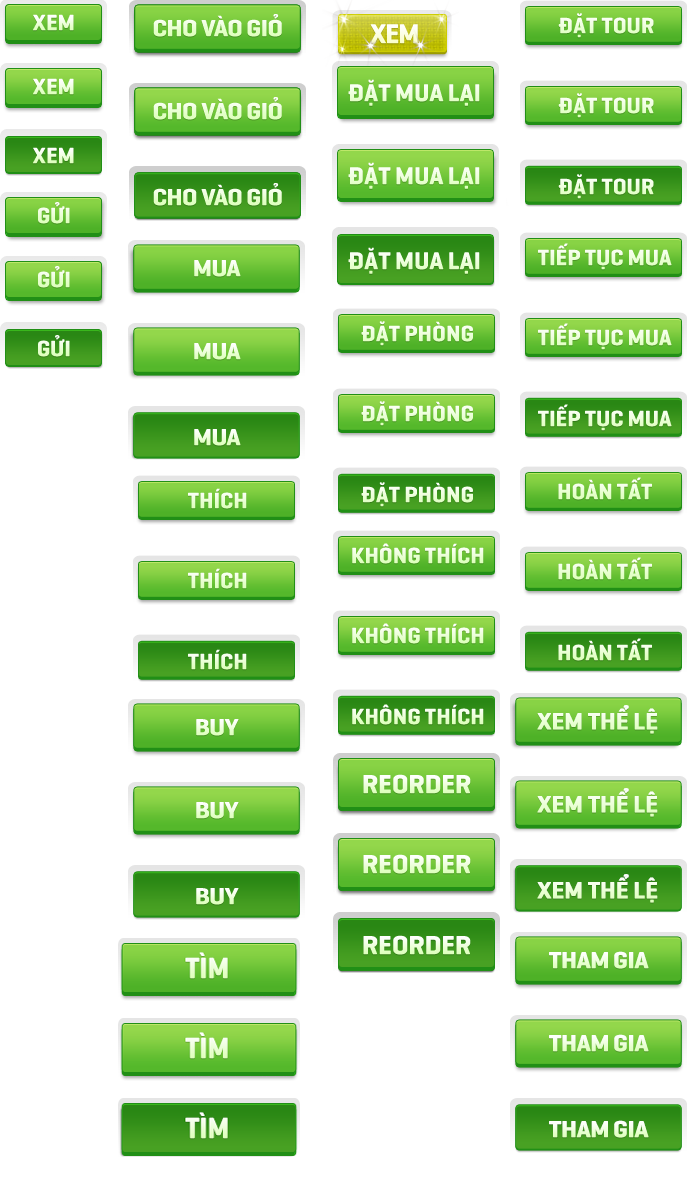 XEM
XEM
XEM
GỬI
GỬI
GỬI
CHO VÀO GIỎ
CHO VÀO GIỎ
CHO VÀO GIỎ
MUA
MUA
MUA
THÍCH
THÍCH
THÍCH
BUY
BUY
BUY
TÌM
TÌM
TÌM
XEM
ĐẶT MUA LẠI
ĐẶT MUA LẠI
ĐẶT MUA LẠI
ĐẶT PHÒNG
ĐẶT PHÒNG
ĐẶT PHÒNG
KHÔNG THÍCH
KHÔNG THÍCH
KHÔNG THÍCH
REORDER
REORDER
REORDER
ĐẶT TOUR
ĐẶT TOUR
ĐẶT TOUR
TIẾP TỤC MUA
TIẾP TỤC MUA
TIẾP TỤC MUA
HOÀN TẤT
HOÀN TẤT
HOÀN TẤT
XEM THỂ LỆ
XEM THỂ LỆ
XEM THỂ LỆ
THAM GIA
THAM GIA
THAM GIA